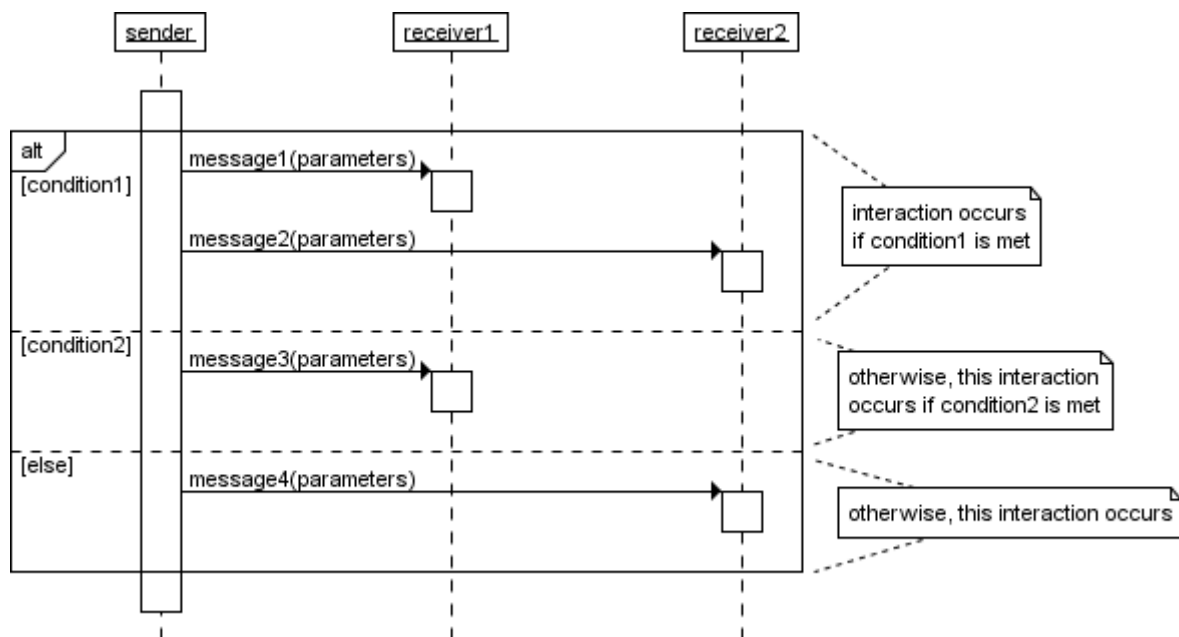 sender
receiver1
receiver2
alt
[condition1]
message1(parameters)
message2(parameters)
interaction occurs
if condition1 is met
[condition2]
message3(parameters)
otherwise, this interaction
occurs if condition2 is met
[else]
message4(parameters)
otherwise, this interaction occurs